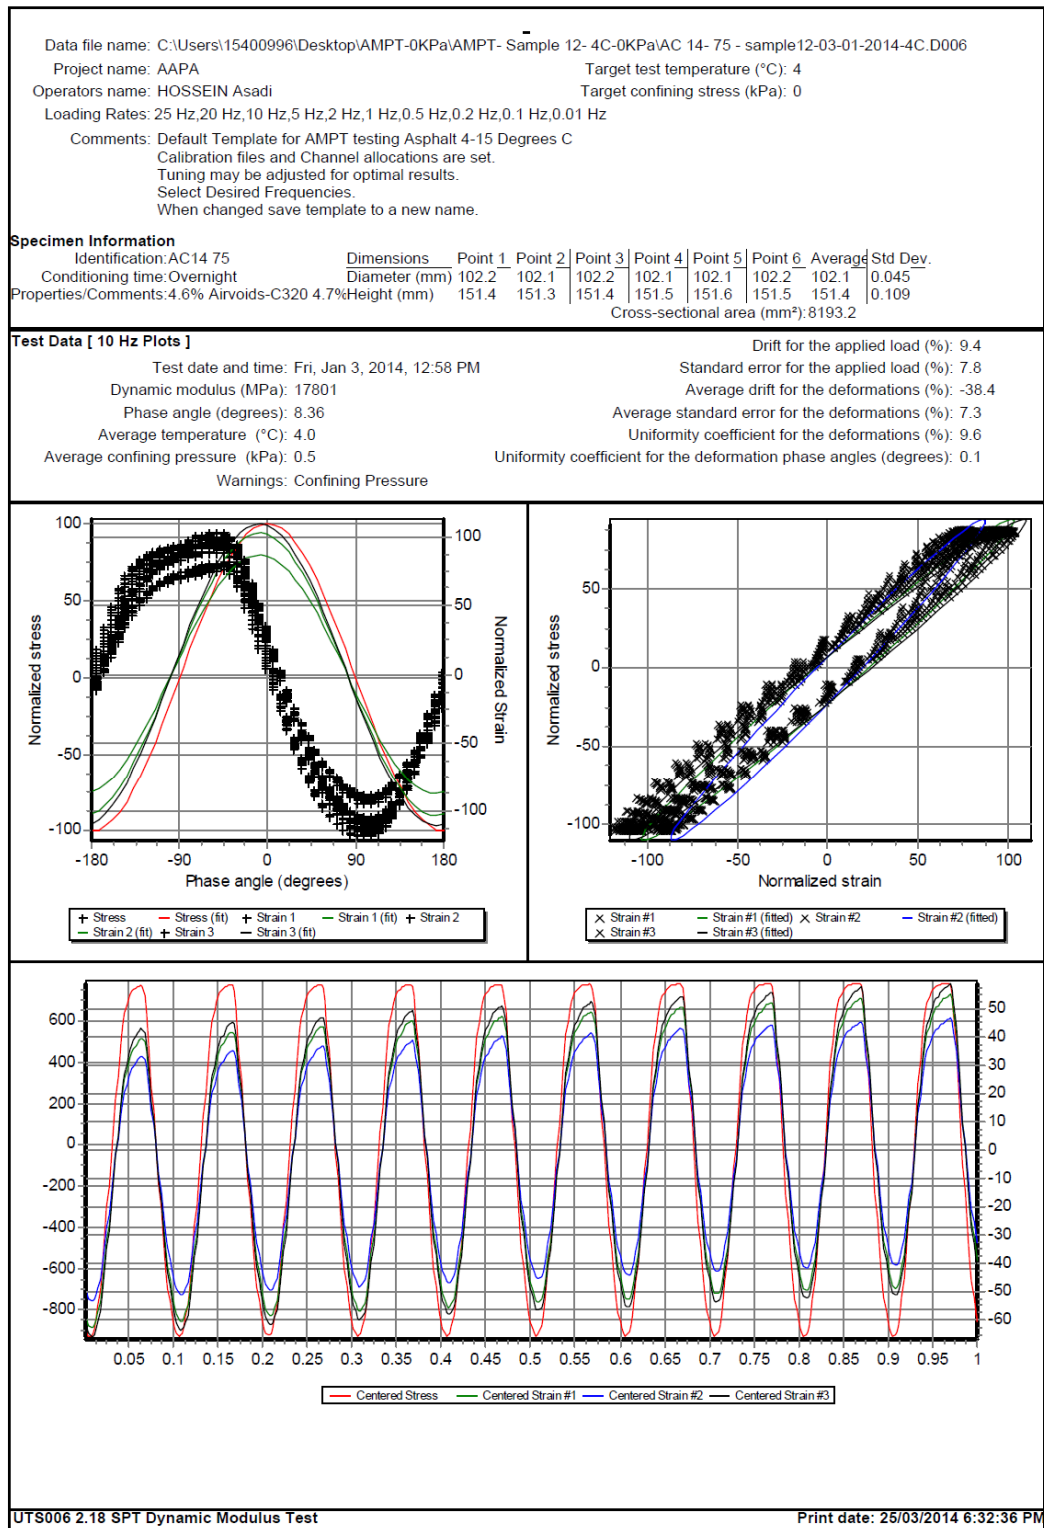 Data file name: C:\Users\15400996\Desktop\AMPT-0KPa\AMPT- Sample 12- 4C-0KPa\AC 14- 75 - sample12-03-01-2014-4C.D006
Project name: AAPA Target test temperature (°C): 4
Operators name: HOSSEIN Asadi Target confining stress (kPa): 0
Loading Rates: 25 Hz,20 Hz,10 Hz,5 Hz,2 Hz,1 Hz,0.5 Hz,0.2 Hz,0.1 Hz,0.01 Hz
Comments: Default Template for AMPT testing Asphalt 4-15 Degrees C
Calibration files and Channel allocations are set.
Tuning may be adjusted for optimal results.
Select Desired Frequencies.
When changed save template to a new name.
Specimen Information
Identification: AC14 75 Dimensions Point 1 Point 2 Point 3 Point 4 Point 5 Point 6 Average Std Dev.
Conditioning time: Overnight Diameter (mm) 102.2 102.1 102.2 102.1 102.1 102.2 102.1 0.045
Properties/Comments: 4.6% Airvoids-C320 4.7% Height (mm) 151.4 151.3 151.4 151.5 151.6 151.5 151.4 0.109
Cross-sectional area (mm²): 8193.2
Test Data [ 10 Hz Plots ]
Drift for the applied load (%): 9.4
Test date and time: Fri, Jan 3, 2014, 12:58 PM Standard error for the applied load (%): 7.8
Dynamic modulus (MPa): 17801 Average drift for the deformations (%): -38.4
Phase angle (degrees): 8.36 Average standard error for the deformations (%): 7.3
Average temperature (°C): 4.0 Uniformity coefficient for the deformations (%): 9.6
Average confining pressure (kPa): 0.5 Uniformity coefficient for the deformation phase angles (degrees): 0.1
Warnings: Confining Pressure
Normalized stress
100
50
0
-50
-100
100
50
0
-50
-100
Normalized Strain
-180 -90 0 90 180
Phase angle (degrees)
Stress Stress (fit) Strain 1 Strain 1 (fit) Strain 2
Strain 2 (fit) Strain 3 Strain 3 (fit)
Normalized stress
50
0
-50
-100
-100 -50 0 50 100
Normalized strain
Strain #1 Strain #1 (fitted) Strain #2 Strain #2 (fitted)
Strain #3 Strain #3 (fitted)
600
400
200
0
-200
-400
-600
-800
50
40
30
20
10
0
-10
-20
-30
-40
-50
-60
0.05 0.1 0.15 0.2 0.25 0.3 0.35 0.4 0.45 0.5 0.55 0.6 0.65 0.7 0.75 0.8 0.85 0.9 0.95 1
Centered Stress Centered Strain #1 Centered Strain #2 Centered Strain #3
UTS006 2.18 SPT Dynamic Modulus Test Print date: 25/03/2014 6:32:36 PM